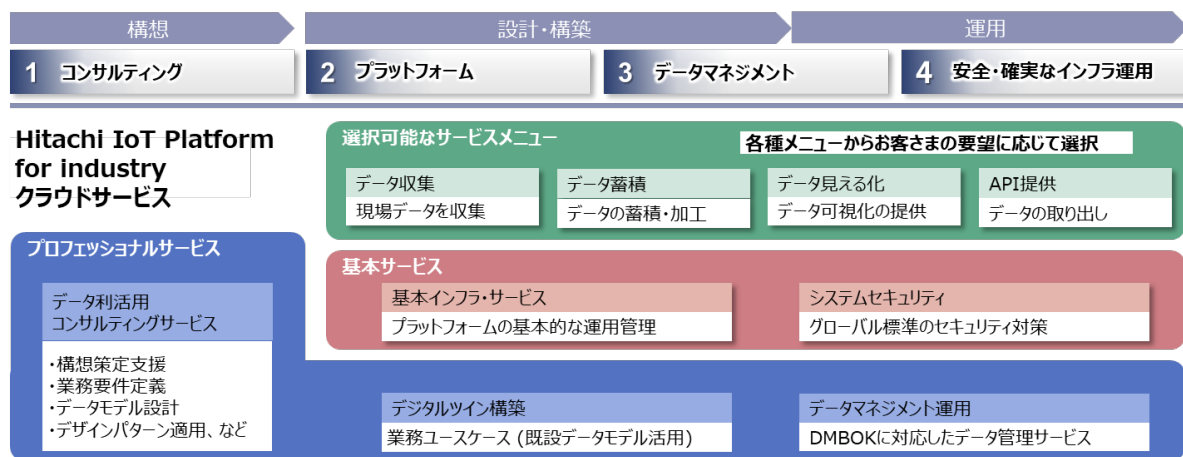 構想
設計・構築
運用
1 コンサルティング
2 プラットフォーム
3 データマネジメント
4 安全・確実なインフラ運用
Hitachi IoT Platform
for industry
クラウドサービス
選択可能なサービスメニュー
各種メニューからお客さまの要望に応じて選択
データ収集
現場データを収集
データ蓄積
データの蓄積・加工
データ見える化
データ可視化の提供
API提供
データの取り出し
基本サービス
基本インフラ・サービス
プラットフォームの基本的な運用管理
システムセキュリティ
グローバル標準のセキュリティ対策
プロフェッショナルサービス
データ利活用
コンサルティングサービス
・構想策定支援
・業務要件定義
・データモデル設計
・デザインパターン適用、など
デジタルツイン構築
業務ユースケース (既設データモデル活用)
データマネジメント運用
DMBOKに対応したデータ管理サービス